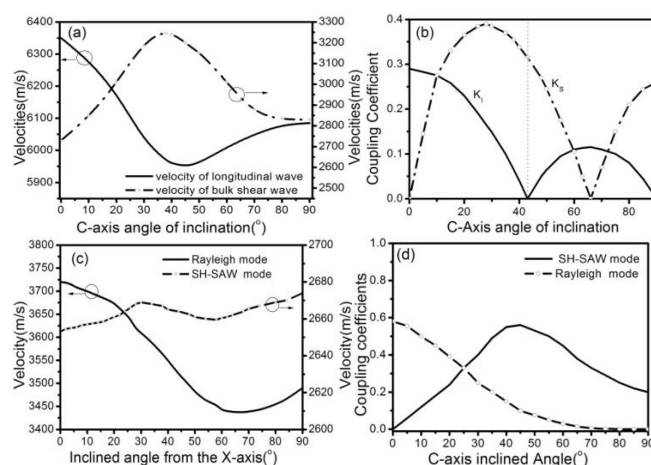 (a)
Velocities(m/s)
6400
6300
6200
6100
6000
5900
3300
3200
3100
3000
2900
2800
2700
2600
2500
Velocities(m/s)
velocity of longitudinal wave
velocity of bulk shear wave
0 10 20 30 40 50 60 70 80 90
C-axis angle of inclination(°)
(b)
Coupling Coefficient
0.4
0.3
0.2
0.1
0.0
K_l
K_s
0 20 40 60 80
C-Axis angle of inclination
(c)
Velocity(m/s)
3800
3750
3700
3650
3600
3550
3500
3450
3400
Rayleigh mode
SH-SAW mode
2700
2680
2660
2640
2620
2600
Velocity(m/s)
0 10 20 30 40 50 60 70 80 90
Inclined angle from the X-axis(°)
(d)
Coupling coefficients
1.0
0.8
0.6
0.4
0.2
0.0
SH-SAW mode
Rayleigh mode
0 10 20 30 40 50 60 70 80 90
C-axis inclined Angle(°)